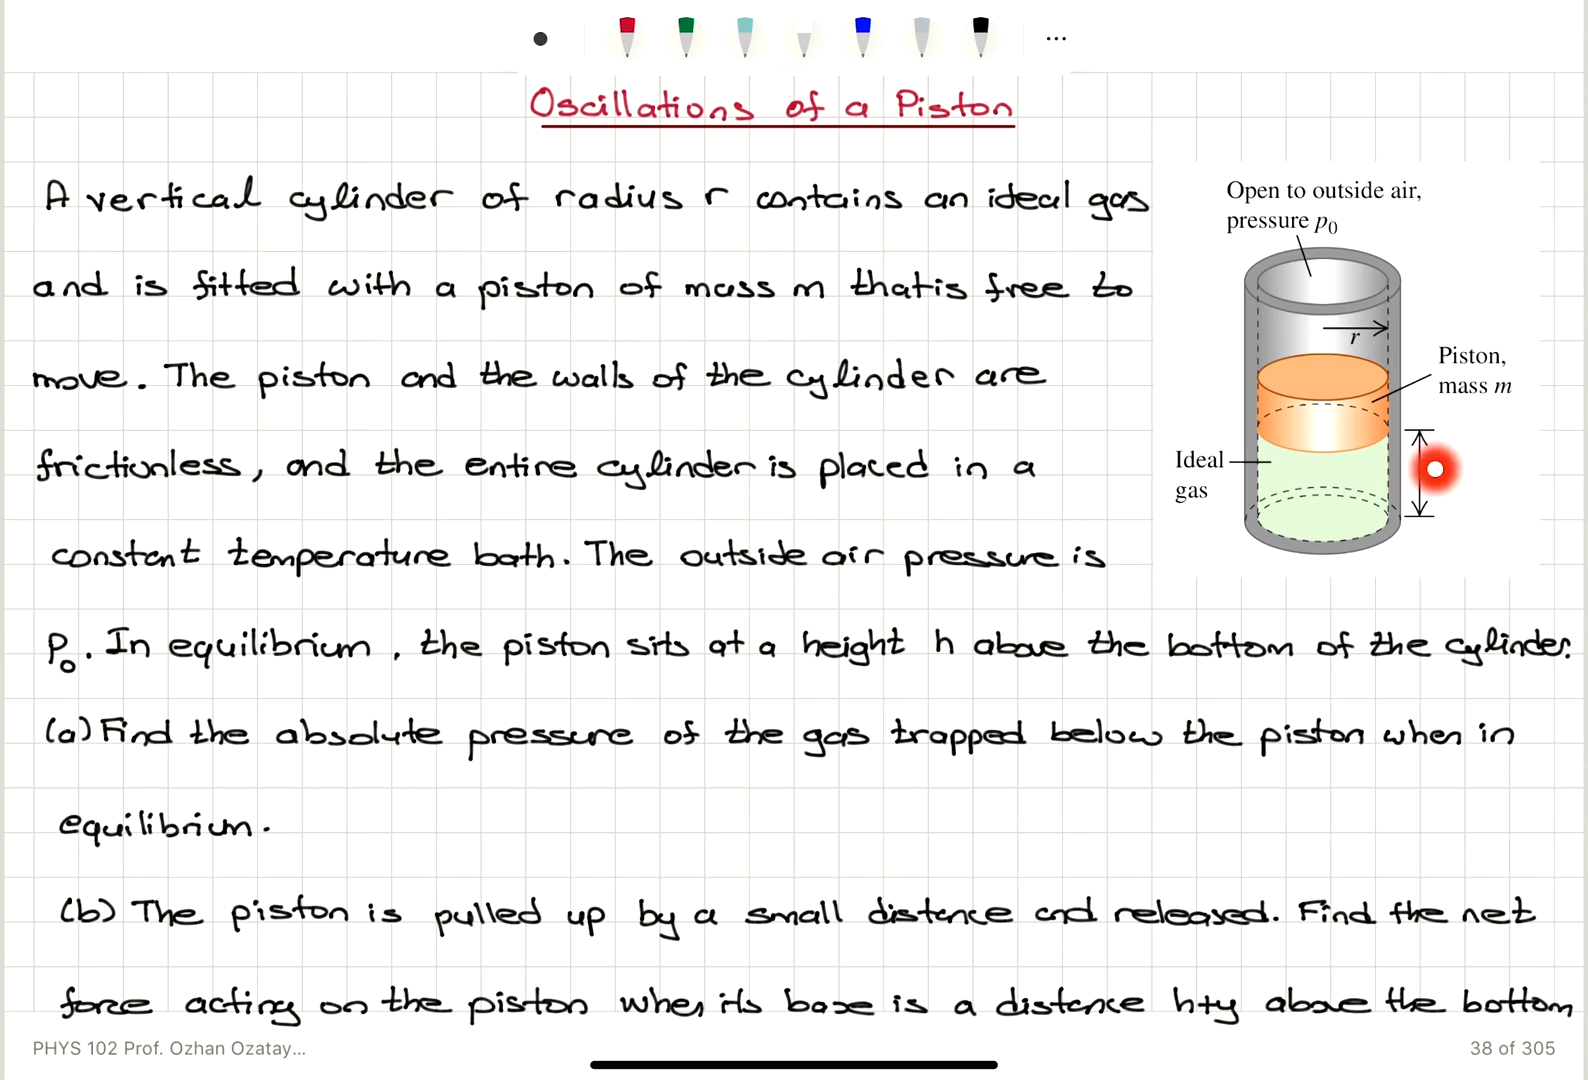 ...
Oscillations of a Piston
A vertical cylinder of radius r contains an ideal gas
and is fitted with a piston of mass m that is free to
move. The piston and the walls of the cylinder are
frictionless, and the entire cylinder is placed in a
constant temperature bath. The outside air pressure is
P₀. In equilibrium, the piston sits at a height h above the bottom of the cylinder.
(a) Find the absolute pressure of the gas trapped below the piston when in
equilibrium.
(b) The piston is pulled up by a small distance and released. Find the net
force acting on the piston when its base is a distance h+y above the bottom
Open to outside air,
pressure p₀
r
Piston,
mass m
Ideal
gas
PHYS 102 Prof. Ozhan Ozatay...
38 of 305